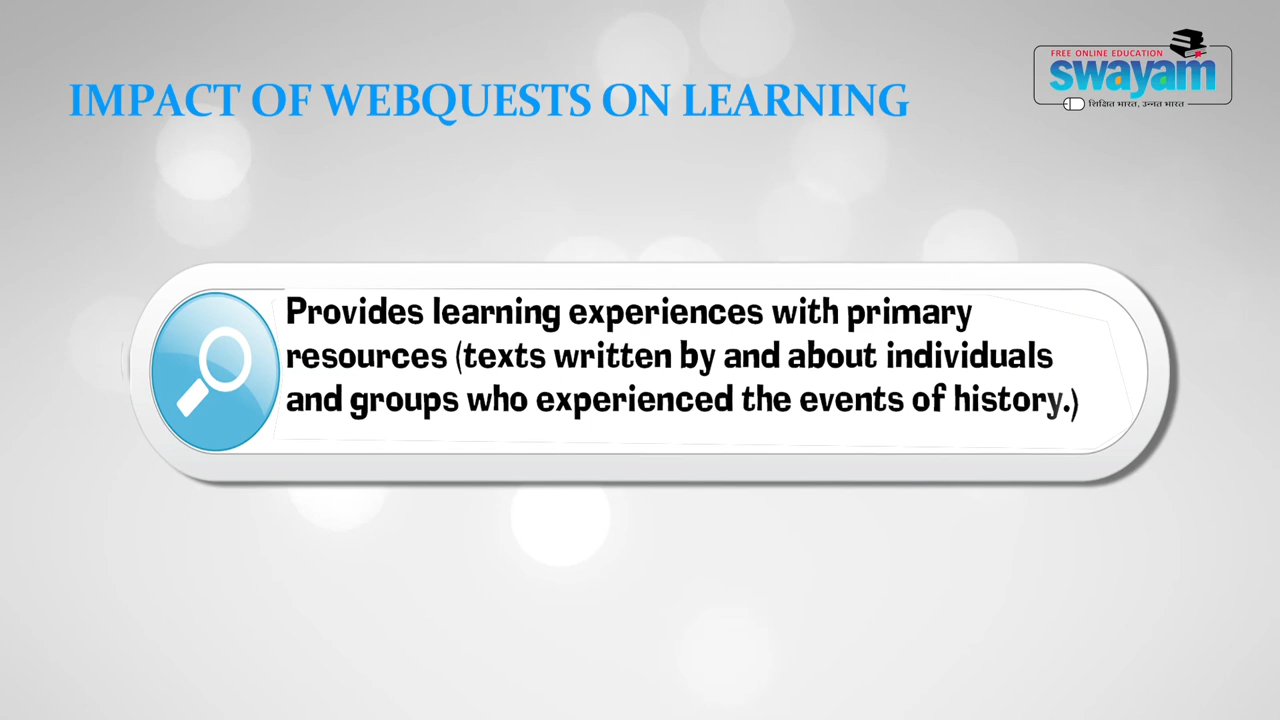 FREE ONLINE EDUCATION
swayam
शिक्षित भारत, उन्नत भारत
IMPACT OF WEBQUESTS ON LEARNING
Provides learning experiences with primary
resources (texts written by and about individuals
and groups who experienced the events of history.)